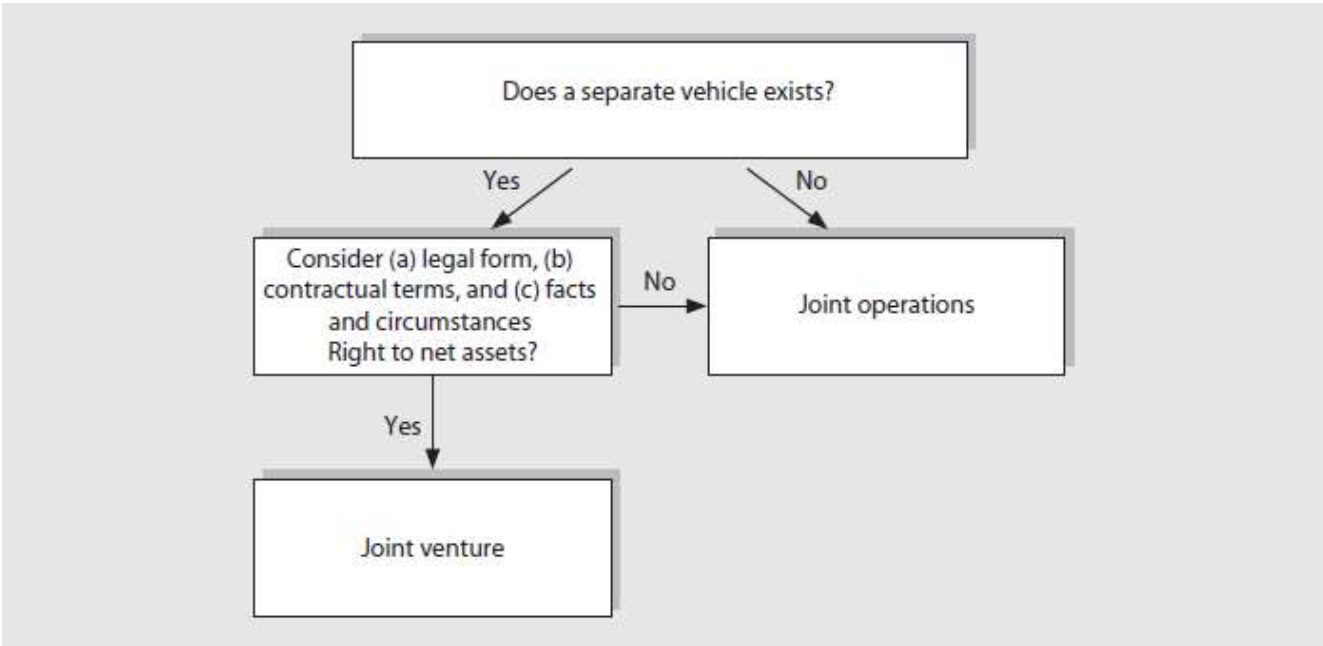 Does a separate vehicle exists?
Yes
No
Consider (a) legal form, (b)
contractual terms, and (c) facts
and circumstances
Right to net assets?
No
Joint operations
Yes
Joint venture